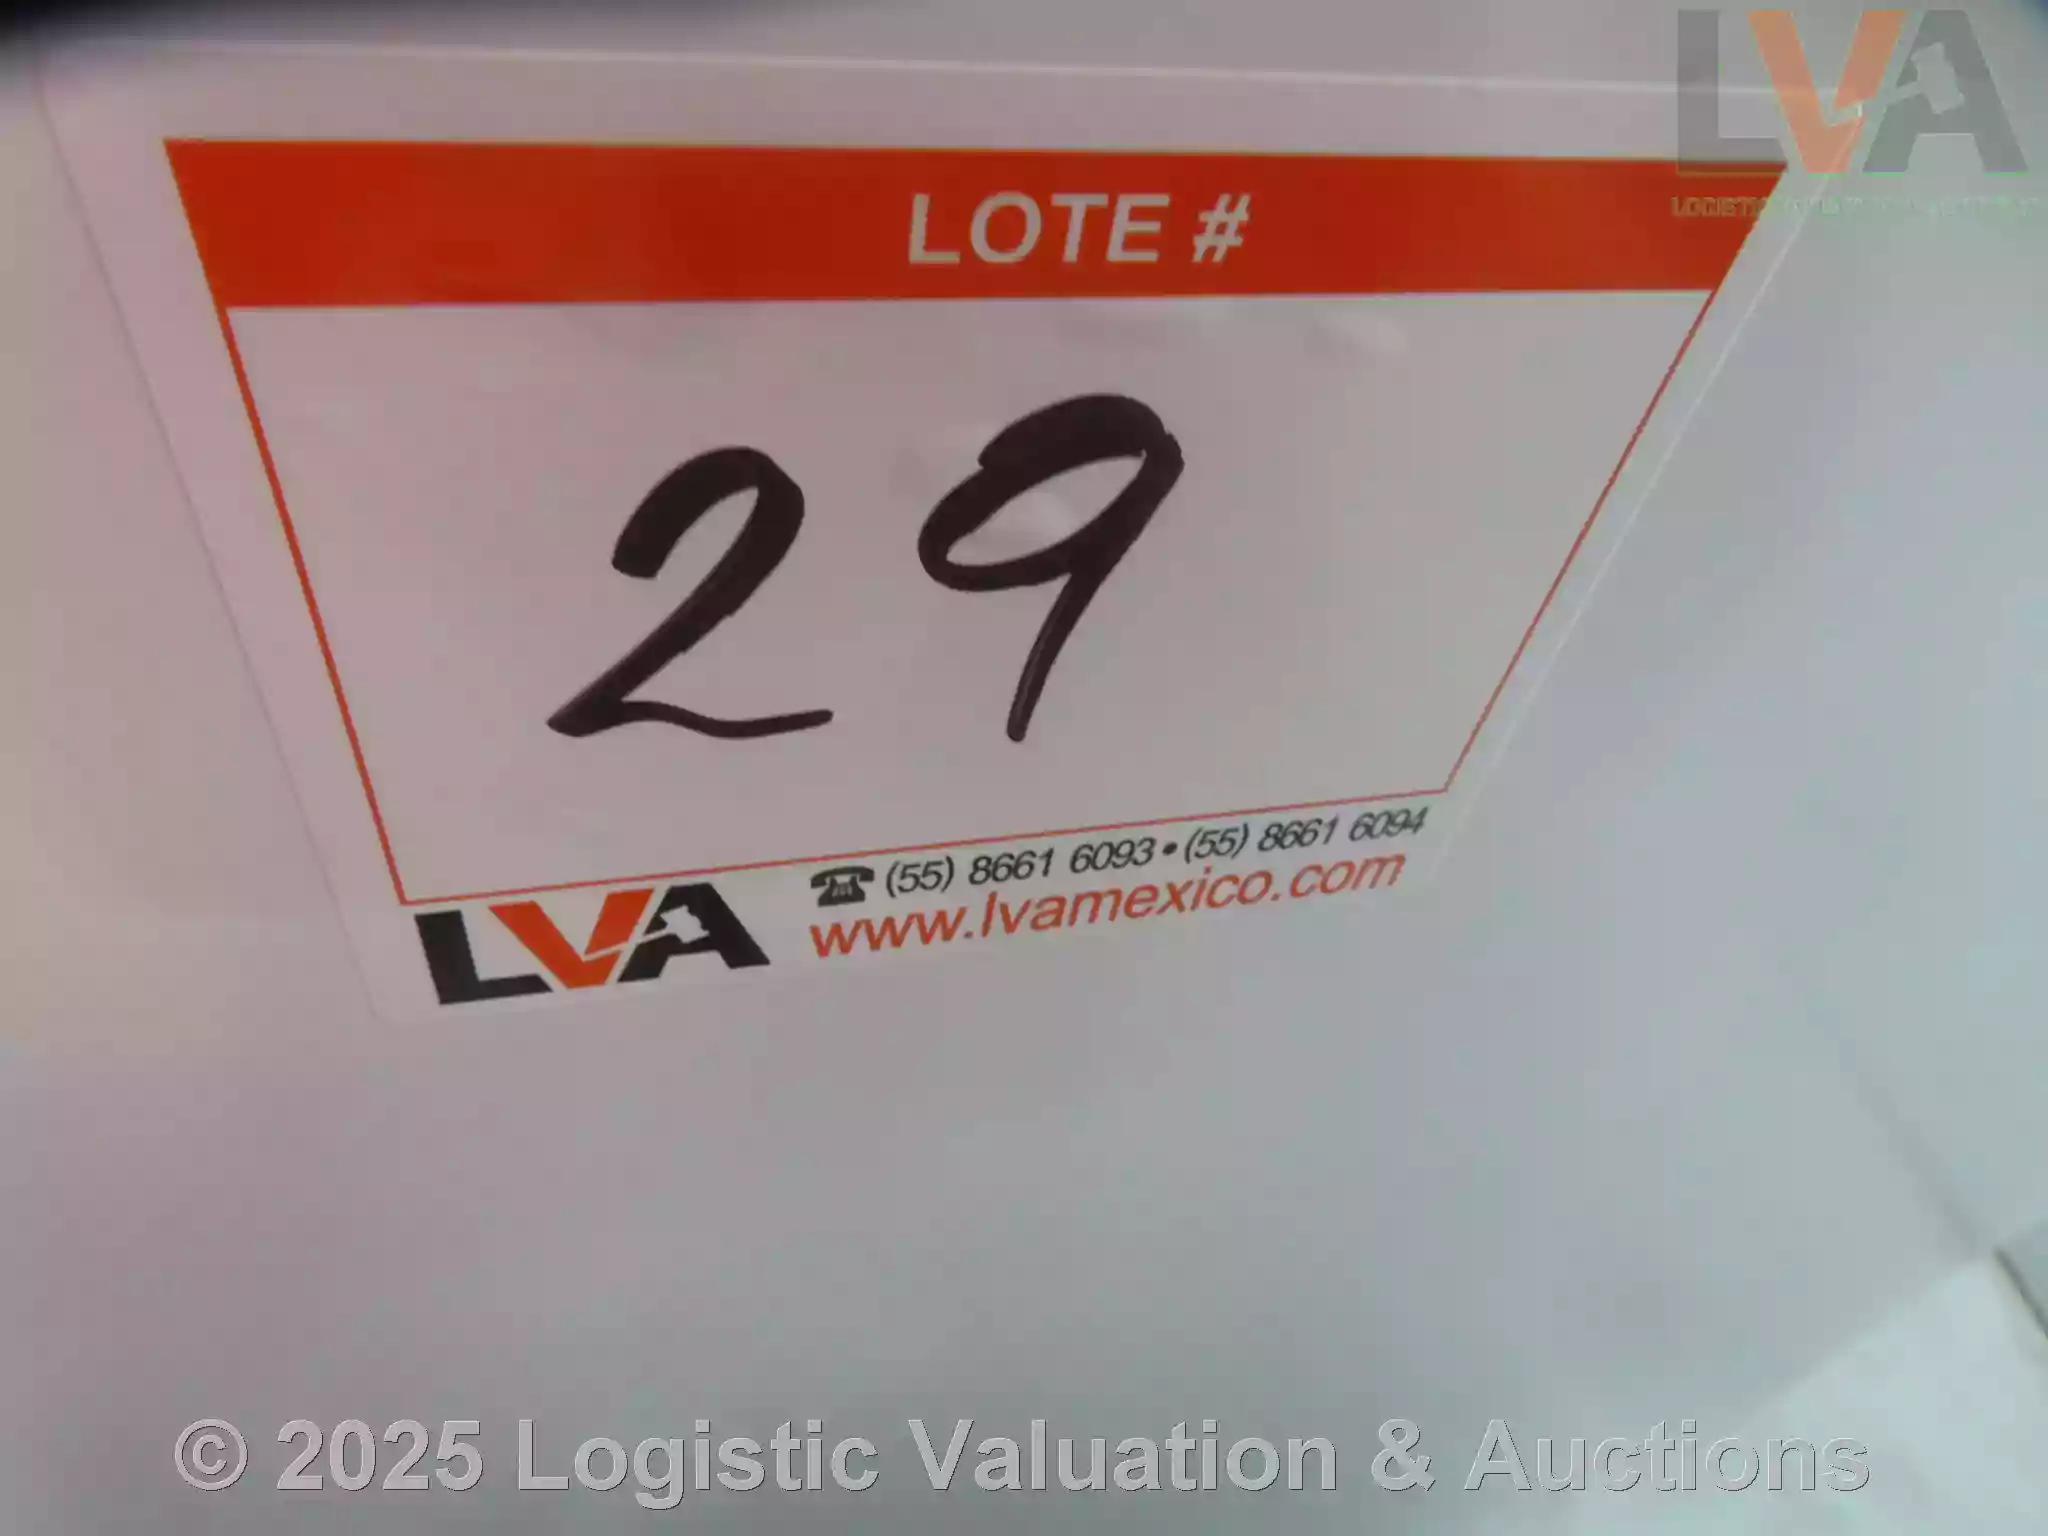 LVA
LOTE #
29
(55) 8661 6093 • (55) 8661 6094
LVA
www.lvamexico.com
© 2025 Logistic Valuation & Auctions